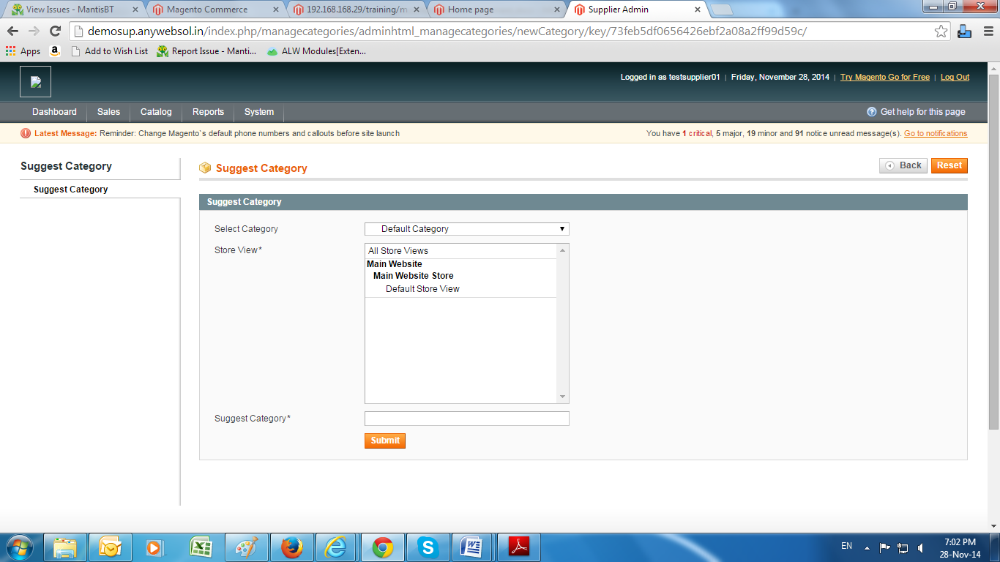 View Issues - MantisBT
Magento Commerce
192.168.168.29/training/m
Home page
Supplier Admin
demosup.anywebsol.in/index.php/managecategories/adminhtml_managecategories/newCategory/key/73feb5df0656426ebf2a08a2ff99d59c/
Apps
Add to Wish List
Report Issue - Manti...
ALW Modules[Exten...
Logged in as testsupplier01 | Friday, November 28, 2014 | Try Magento Go for Free | Log Out
Dashboard
Sales
Catalog
Reports
System
Get help for this page
Latest Message: Reminder: Change Magento`s default phone numbers and callouts before site launch
You have 1 critical, 5 major, 19 minor and 91 notice unread message(s). Go to notifications
Suggest Category
Suggest Category
Suggest Category
Back
Reset
Suggest Category
Select Category
Default Category
Store View*
All Store Views
Main Website
Main Website Store
Default Store View
Suggest Category*
Submit
EN
7:02 PM
28-Nov-14